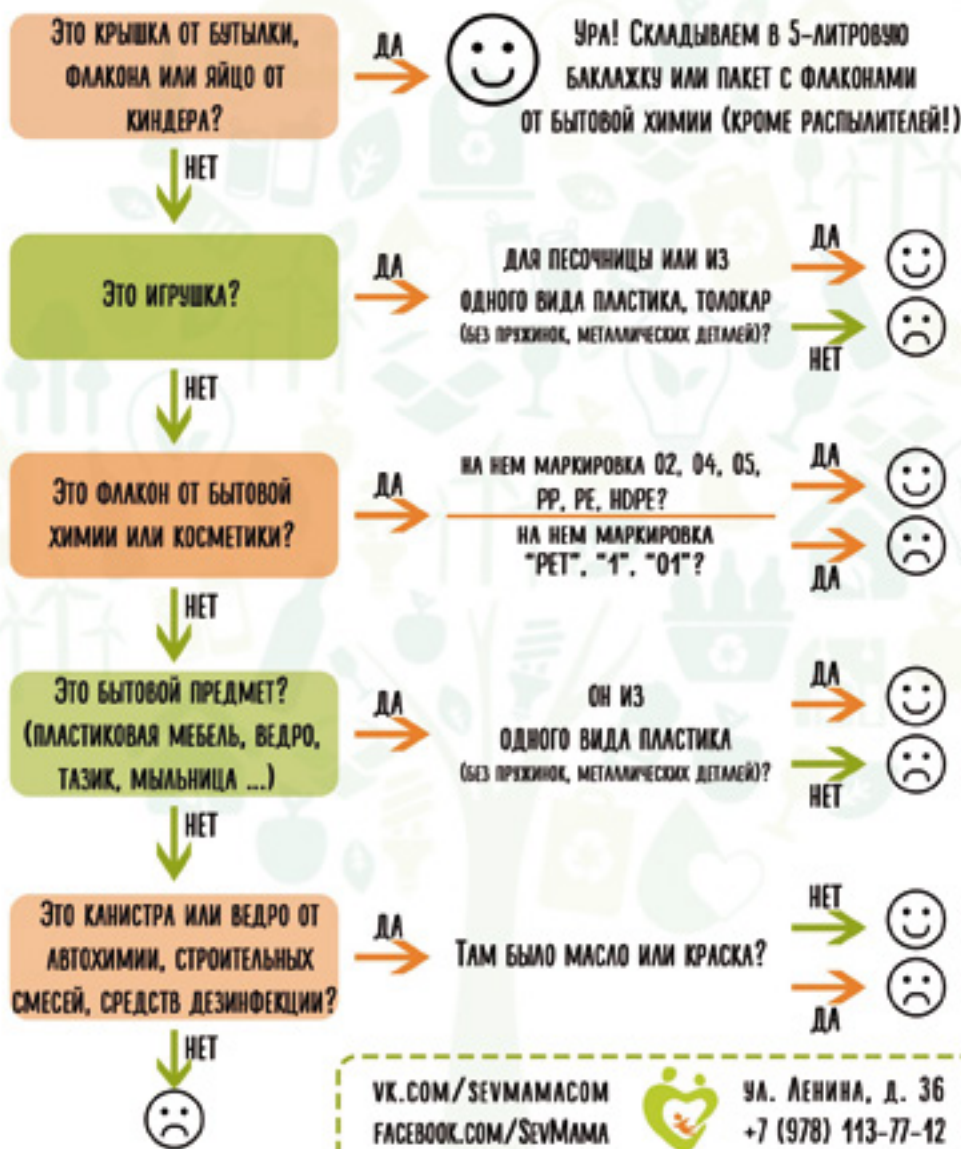 Это крышка от бутылки,
флакона или яйцо от
киндера?
ДА
Ура! Складываем в 5-литровую
баклажку или пакет с флаконами
от бытовой химии (кроме распылителей!)
НЕТ
Это игрушка?
ДА
для песочницы или из
одного вида пластика, толокар
(без пружинок, металлических деталей)?
ДА
НЕТ
НЕТ
Это флакон от бытовой
химии или косметики?
ДА
На нем маркировка 02, 04, 05,
PP, PE, HDPE?
ДА
На нем маркировка
"PET", "1", "01"?
ДА
НЕТ
Это бытовой предмет?
(пластиковая мебель, ведро,
тазик, мыльница ...)
ДА
Он из
одного вида пластика
(без пружинок, металлических деталей)?
ДА
НЕТ
НЕТ
Это канистра или ведро от
автохимии, строительных
смесей, средств дезинфекции?
ДА
Там было масло или краска?
НЕТ
ДА
НЕТ
vk.com/sevmamacom
facebook.com/SevMama
ул. Ленина, д. 36
+7 (978) 113-77-12